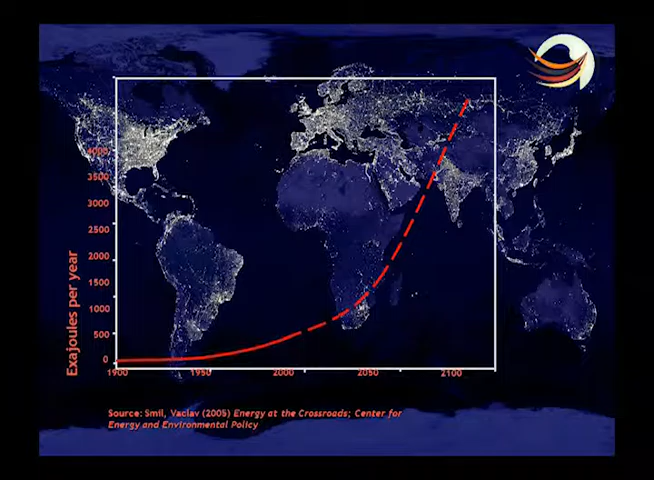 4000
3500
3000
2500
2000
1500
1000
500
0
Exajoules per year
1900 1950 2000 2050 2100
Source: Smil, Vaclav (2005) Energy at the Crossroads; Center for
Energy and Environmental Policy